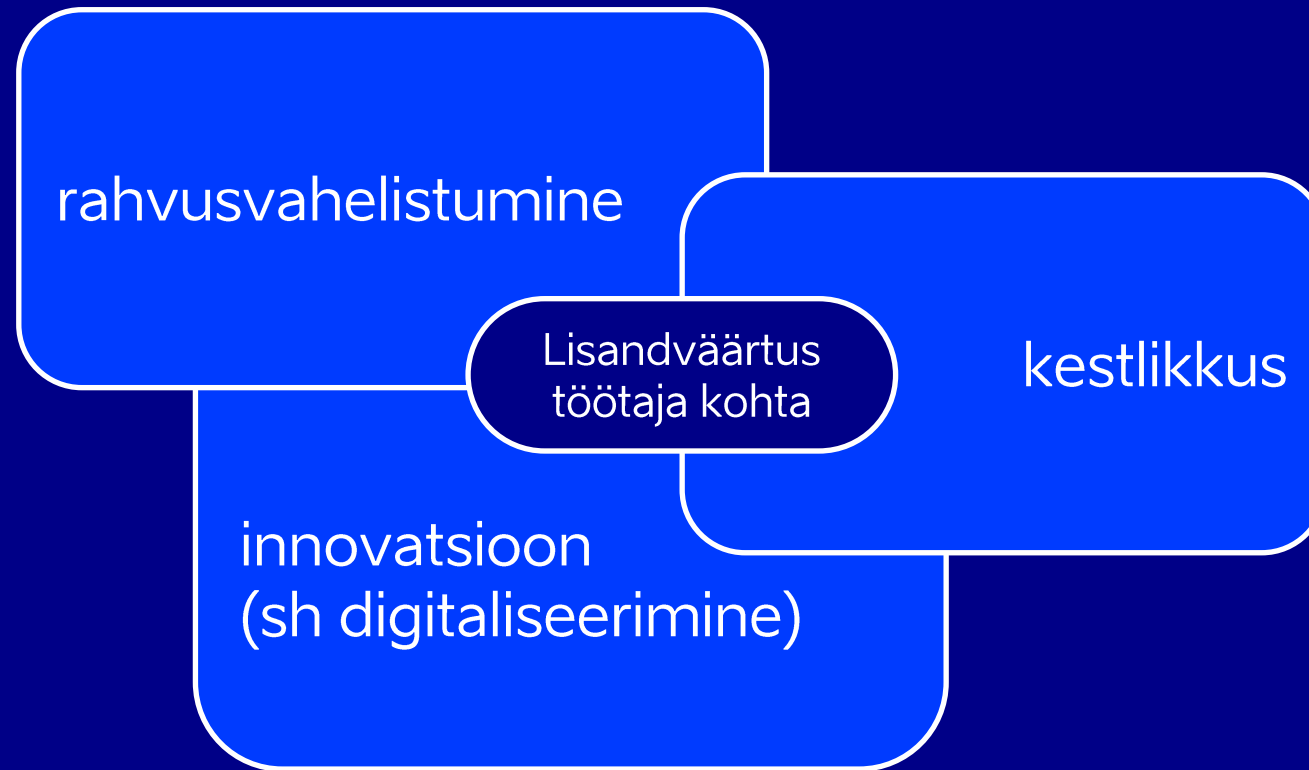 rahvusvahelistumine
Lisandväärtus
töötaja kohta
kestlikkus
innovatsioon
(sh digitaliseerimine)